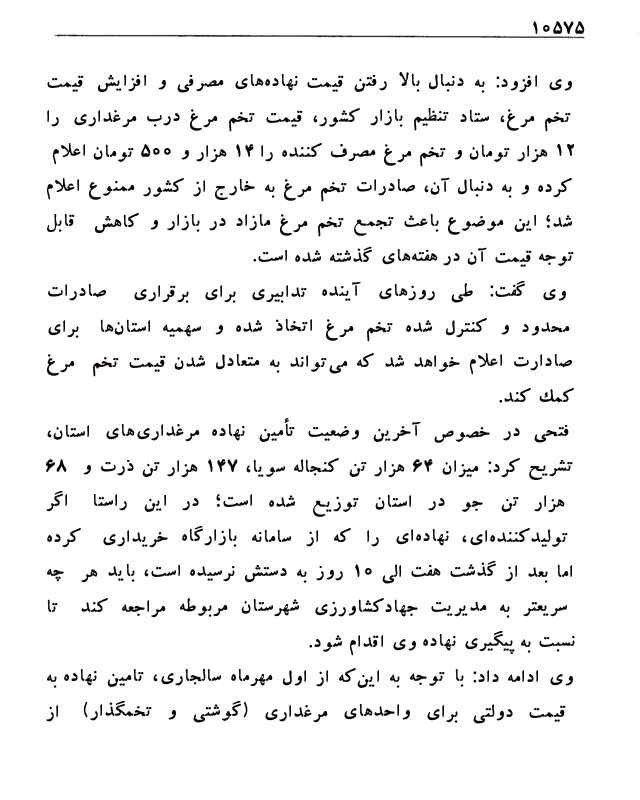 ۱۰۵۷۵
وی افزود: به دنبال بالا رفتن قیمت نهاده‌های مصرفی و افزایش قیمت
تخم مرغ، ستاد تنظیم بازار کشور، قیمت تخم مرغ درب مرغداری را
۱۲ هزار تومان و تخم مرغ مصرف کننده را ۱۴ هزار و ۵۰۰ تومان اعلام
کرده و به دنبال آن، صادرات تخم مرغ به خارج از کشور ممنوع اعلام
شد؛ این موضوع باعث تجمع تخم مرغ مازاد در بازار و کاهش قابل
توجه قیمت آن در هفته‌های گذشته شده است.
وی گفت: طی روزهای آینده تدابیری برای برقراری صادرات
محدود و کنترل شده تخم مرغ اتخاذ شده و سهمیه استان‌ها برای
صادارت اعلام خواهد شد که می‌تواند به متعادل شدن قیمت تخم مرغ
کمك کند.
فتحی در خصوص آخرین وضعیت تأمین نهاده مرغداری‌های استان،
تشریح کرد: میزان ۶۴ هزار تن کنجاله سویا، ۱۴۷ هزار تن ذرت و ۶۸
هزار تن جو در استان توزیع شده است؛ در این راستا اگر
تولیدکننده‌ای، نهاده‌ای را که از سامانه بازارگاه خریداری کرده
اما بعد از گذشت هفت الی ۱۰ روز به دستش نرسیده است، باید هر چه
سریعتر به مدیریت جهادکشاورزی شهرستان مربوطه مراجعه کند تا
نسبت به پیگیری نهاده وی اقدام شود.
وی ادامه داد: با توجه به این‌که از اول مهرماه سالجاری، تامین نهاده به
قیمت دولتی برای واحدهای مرغداری (گوشتی و تخمگذار) از